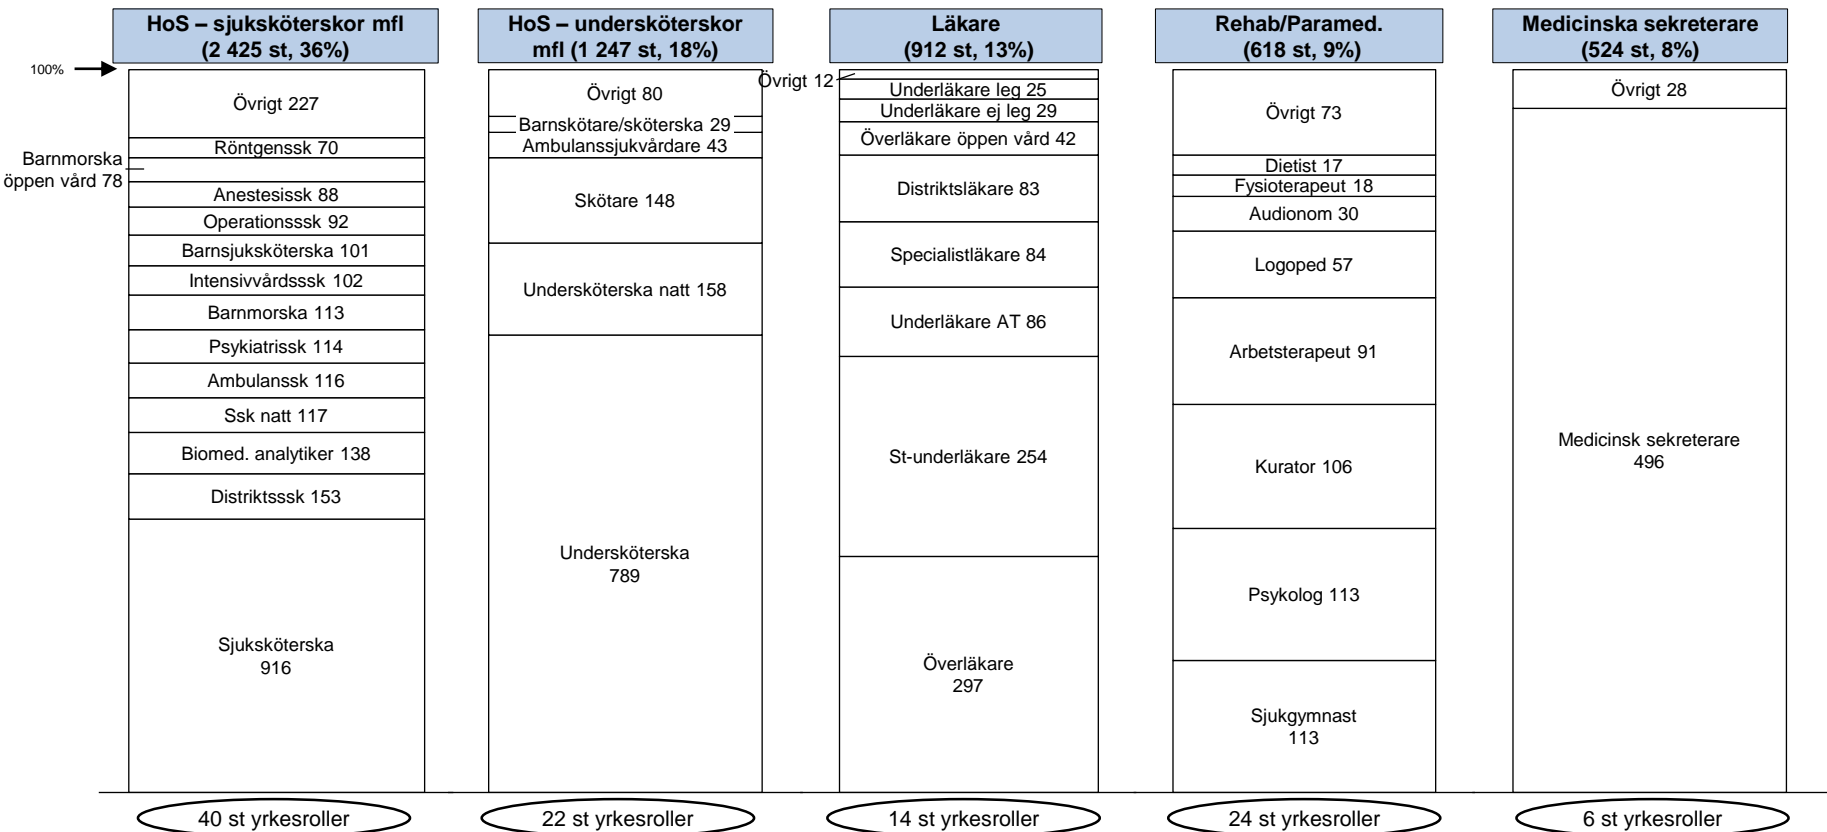 HoS – sjuksköterskor mfl
(2 425 st, 36%)
100%
Övrigt 227
Röntgenssk 70
Barnmorska
öppen vård 78
Anestesissk 88
Operationsssk 92
Barnsjuksköterska 101
Intensivvårdsssk 102
Barnmorska 113
Psykiatrissk 114
Ambulanssk 116
Ssk natt 117
Biomed. analytiker 138
Distriktsssk 153
Sjuksköterska
916
40 st yrkesroller
HoS – undersköterskor
mfl (1 247 st, 18%)
Övrigt 80
Barnskötare/sköterska 29
Ambulanssjukvårdare 43
Skötare 148
Undersköterska natt 158
Undersköterska
789
22 st yrkesroller
Läkare
(912 st, 13%)
Övrigt 12
Underläkare leg 25
Underläkare ej leg 29
Överläkare öppen vård 42
Distriktsläkare 83
Specialistläkare 84
Underläkare AT 86
St-underläkare 254
Överläkare
297
14 st yrkesroller
Rehab/Paramed.
(618 st, 9%)
Övrigt 73
Dietist 17
Fysioterapeut 18
Audionom 30
Logoped 57
Arbetsterapeut 91
Kurator 106
Psykolog 113
Sjukgymnast
113
24 st yrkesroller
Medicinska sekreterare
(524 st, 8%)
Övrigt 28
Medicinsk sekreterare
496
6 st yrkesroller